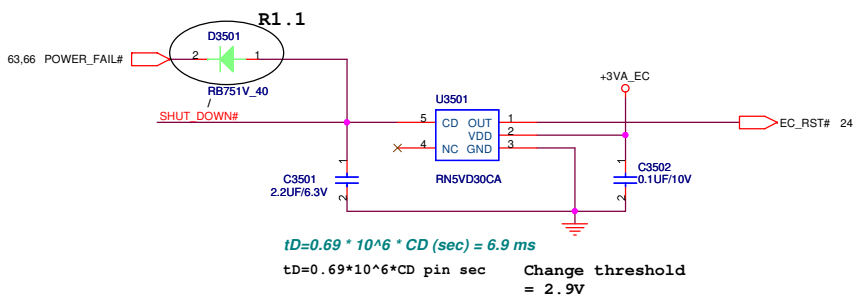 R1.1
D3501
63,66 POWER_FAIL#
2
1
RB751V_40
SHUT_DOWN#
U3501
+3VA_EC
5 CD OUT 1
VDD 2
4 NC GND 3
EC_RST# 24
C3501
2.2UF/6.3V
1
2
RN5VD30CA
C3502
0.1UF/10V
1
2
tD=0.69 * 10^6 * CD (sec) = 6.9 ms
tD=0.69*10^6*CD pin sec
Change threshold
= 2.9V